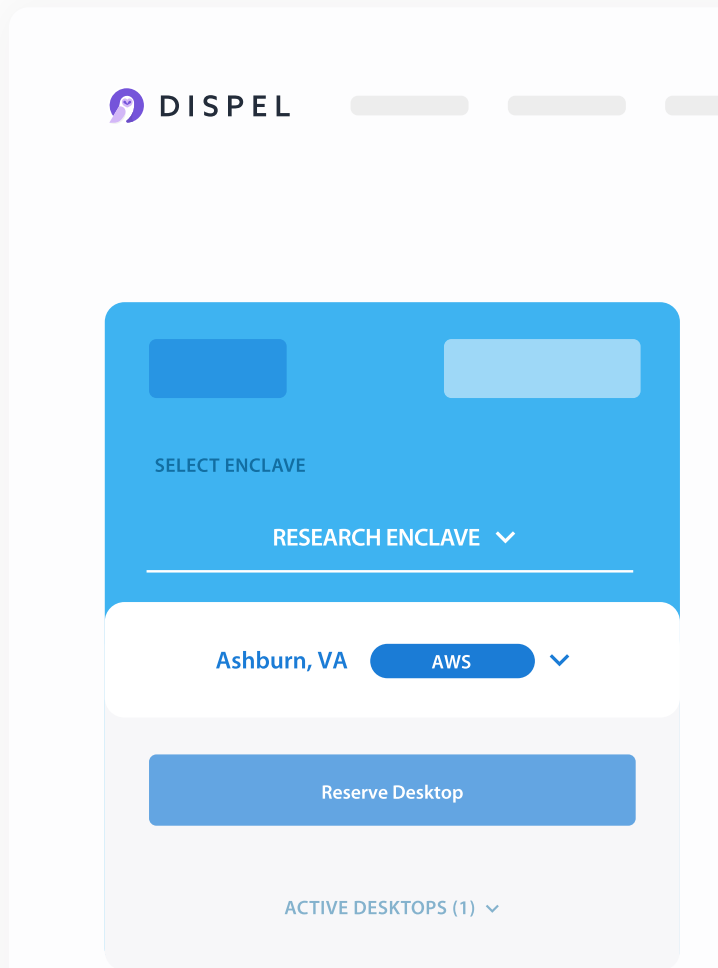 DISPEL
SELECT ENCLAVE
RESEARCH ENCLAVE
Ashburn, VA AWS
Reserve Desktop
ACTIVE DESKTOPS (1)